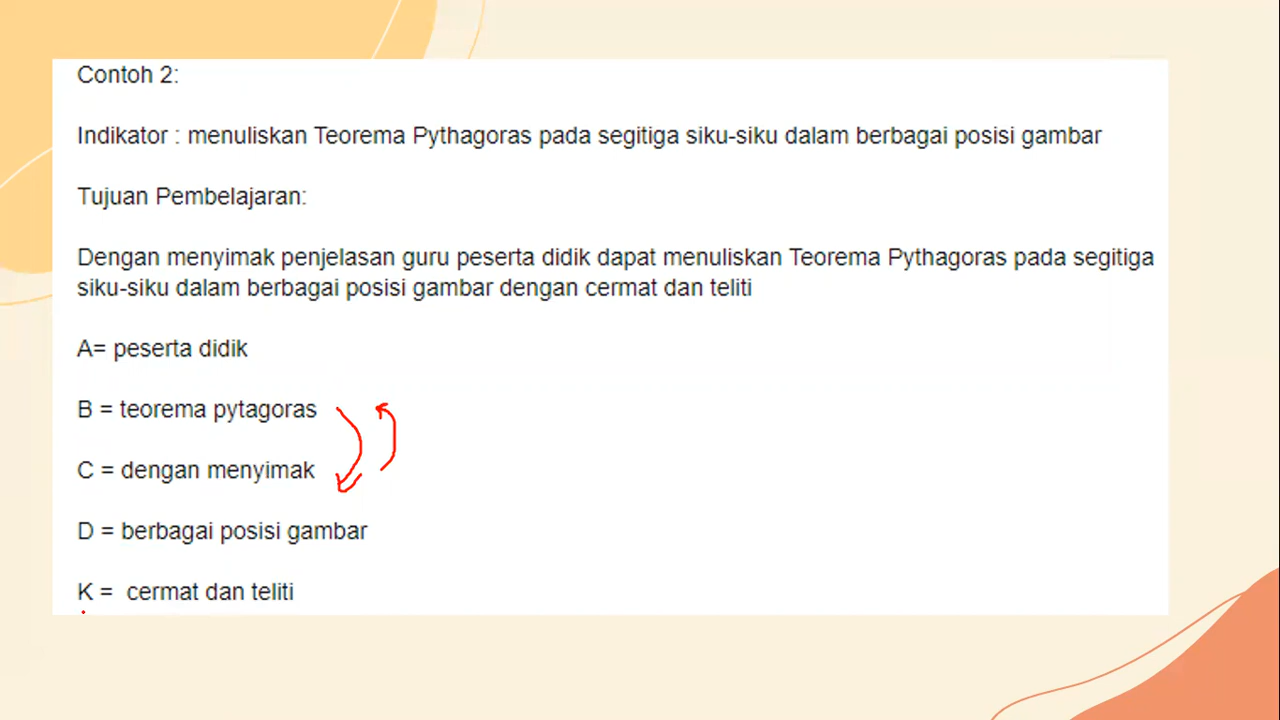 Contoh 2:
Indikator : menuliskan Teorema Pythagoras pada segitiga siku-siku dalam berbagai posisi gambar
Tujuan Pembelajaran:
Dengan menyimak penjelasan guru peserta didik dapat menuliskan Teorema Pythagoras pada segitiga
siku-siku dalam berbagai posisi gambar dengan cermat dan teliti
A= peserta didik
B = teorema pytagoras
C = dengan menyimak
D = berbagai posisi gambar
K =  cermat dan teliti